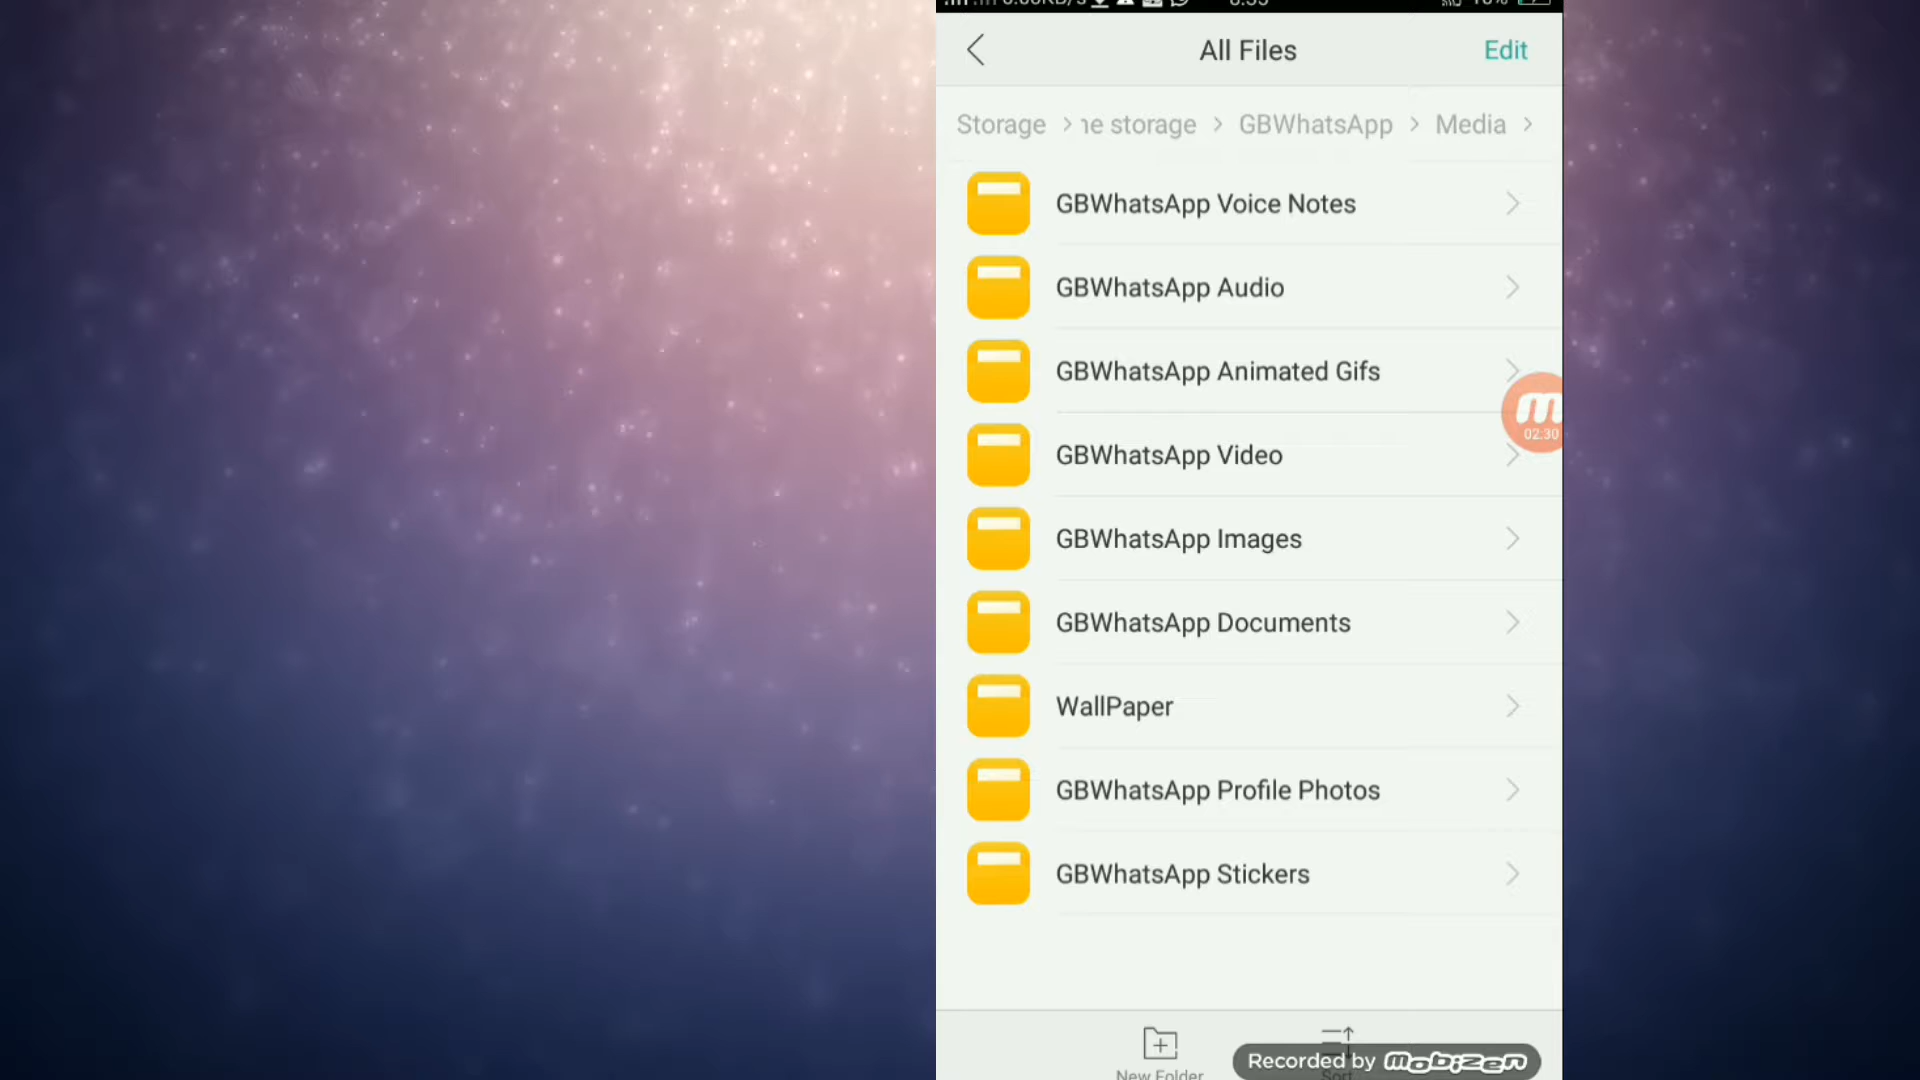 All Files
Edit
Storage > ne storage > GBWhatsApp > Media >
GBWhatsApp Voice Notes
GBWhatsApp Audio
GBWhatsApp Animated Gifs
02:30
GBWhatsApp Video
GBWhatsApp Images
GBWhatsApp Documents
WallPaper
GBWhatsApp Profile Photos
GBWhatsApp Stickers
New Folder
Recorded by mobizen